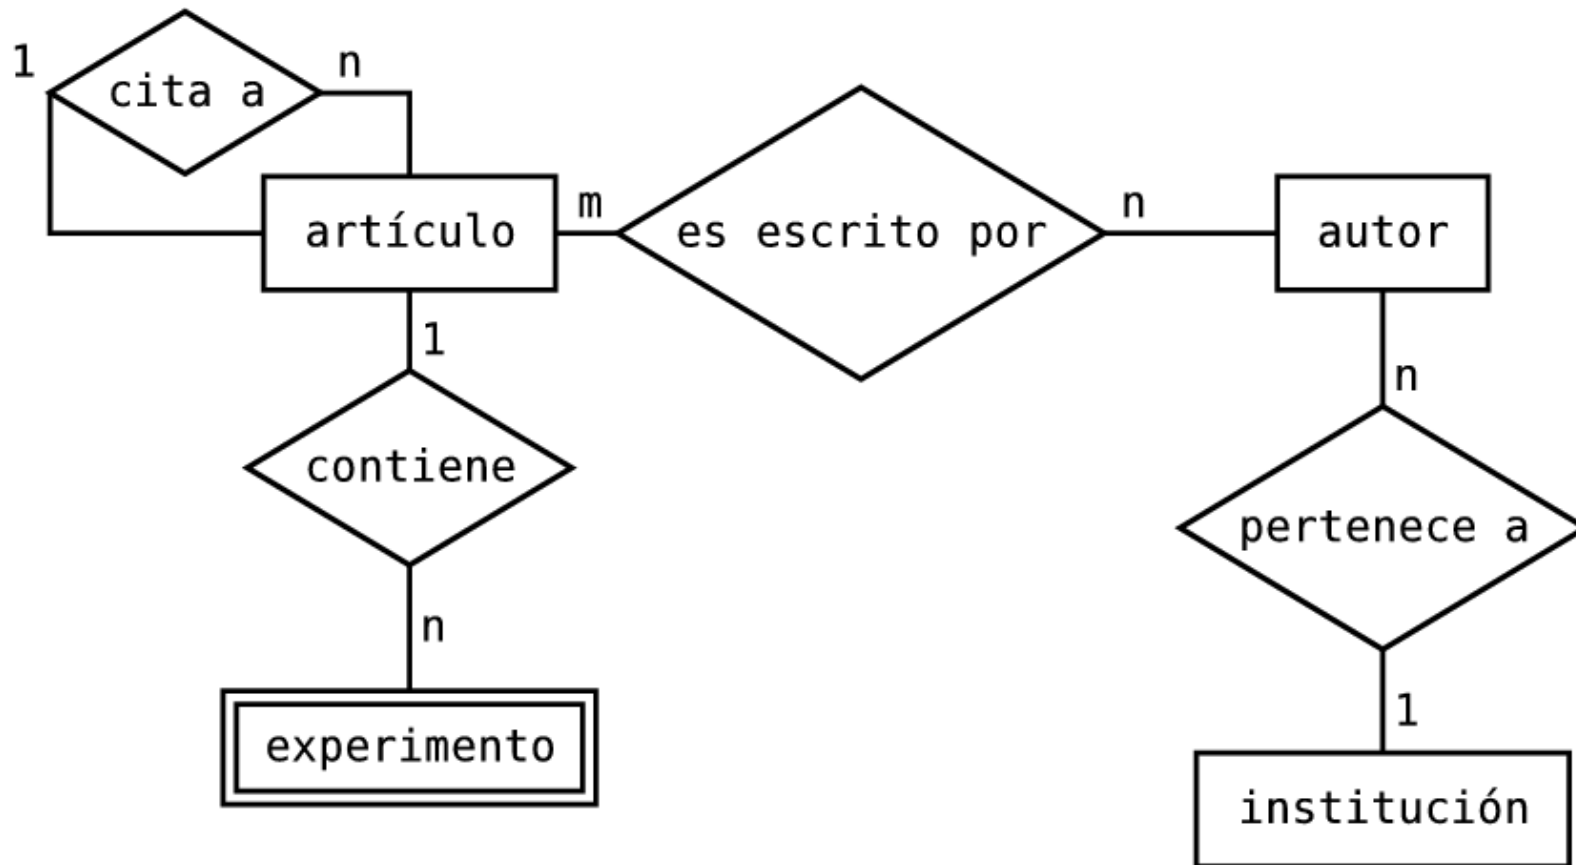 1
cita a
n
artículo
m
es escrito por
n
autor
1
contiene
n
experimento
n
pertenece a
1
institución